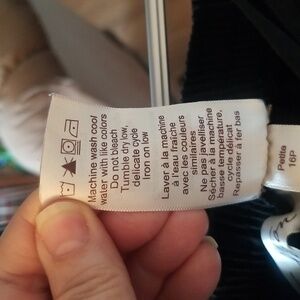 Machine wash cool
water with like colors
Do not bleach
Tumble dry low,
delicate cycle
Iron on low
Laver à la machine
à l'eau fraîche
avec les couleurs
similaires
Ne pas javelliser
Sécher à la machine
basse température,
cycle délicat
Repasser à fer bas
Petite
16P